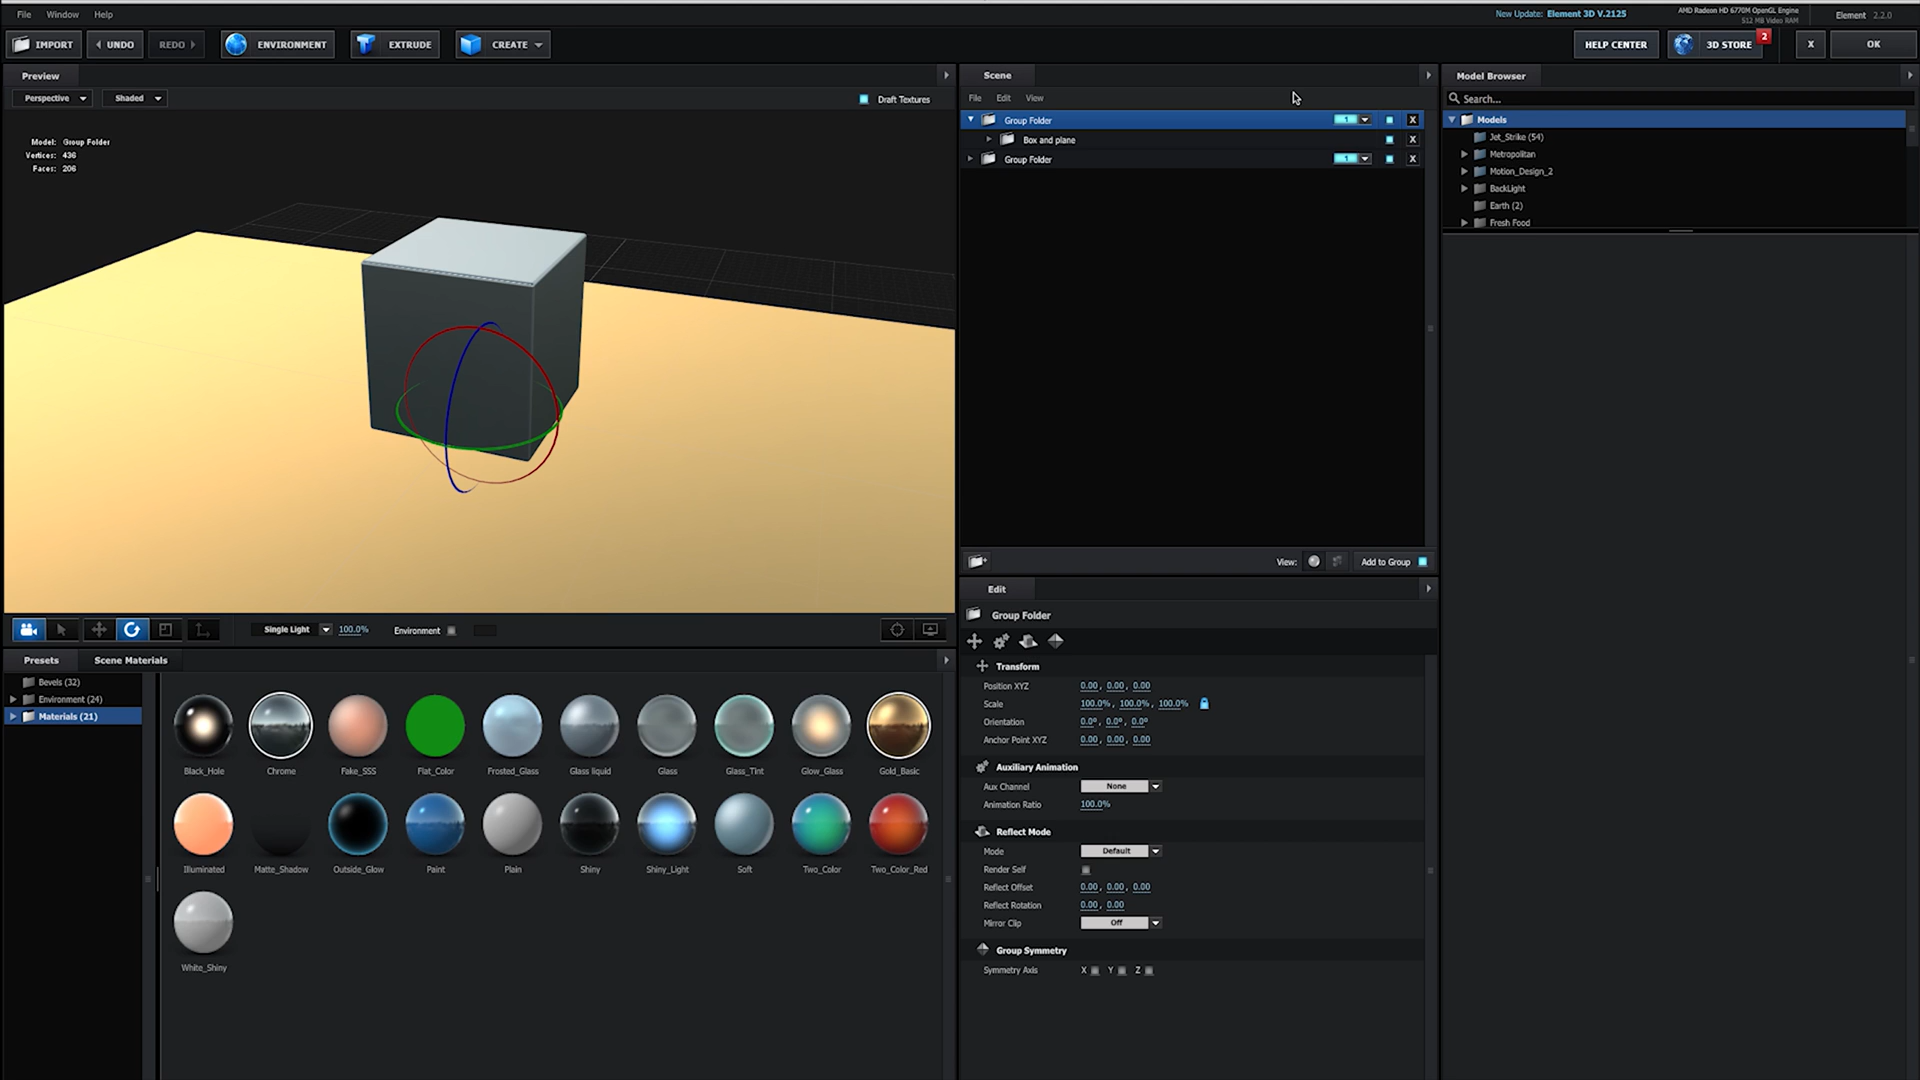 File Window Help
New Update: Element 3D V.2125
AMD Radeon HD 6770M OpenGL Engine
512 MB Video RAM
Element 2.2.0
IMPORT UNDO REDO ENVIRONMENT EXTRUDE CREATE
HELP CENTER 3D STORE 2 X OK
Preview
Perspective Shaded Draft Textures
Model: Group Folder
Vertices: 436
Faces: 206
Single Light 100.0% Environment
Presets Scene Materials
Bevels (32)
Environment (24)
Materials (21)
Black_Hole Chrome Fake_SSS Flat_Color Frosted_Glass Glass liquid Glass Glass_Tint Glow_Glass Gold_Basic
Illuminated Matte_Shadow Outside_Glow Paint Plain Shiny Shiny_Light Soft Two_Color Two_Color_Red
White_Shiny
Scene
File Edit View
Group Folder 1 X
Box and plane X
Group Folder 1 X
View: Add to Group
Edit
Group Folder
Transform
Position XYZ 0.00, 0.00, 0.00
Scale 100.0%, 100.0%, 100.0%
Orientation 0.0°, 0.0°, 0.0°
Anchor Point XYZ 0.00, 0.00, 0.00
Auxiliary Animation
Aux Channel None
Animation Ratio 100.0%
Reflect Mode
Mode Default
Render Self
Reflect Offset 0.00, 0.00, 0.00
Reflect Rotation 0.00, 0.00
Mirror Clip Off
Group Symmetry
Symmetry Axis X Y Z
Model Browser
Search...
Models
Jet_Strike (54)
Metropolitan
Motion_Design_2
BackLight
Earth (2)
Fresh Food